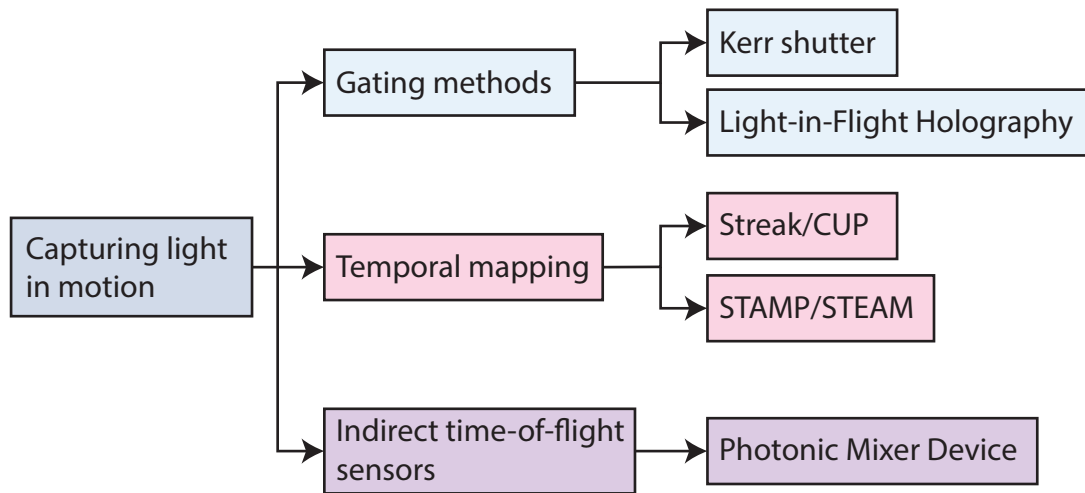 Kerr shutter
Gating methods
Light-in-Flight Holography
Capturing light
in motion
Temporal mapping
Streak/CUP
STAMP/STEAM
Indirect time-of-flight
sensors
Photonic Mixer Device